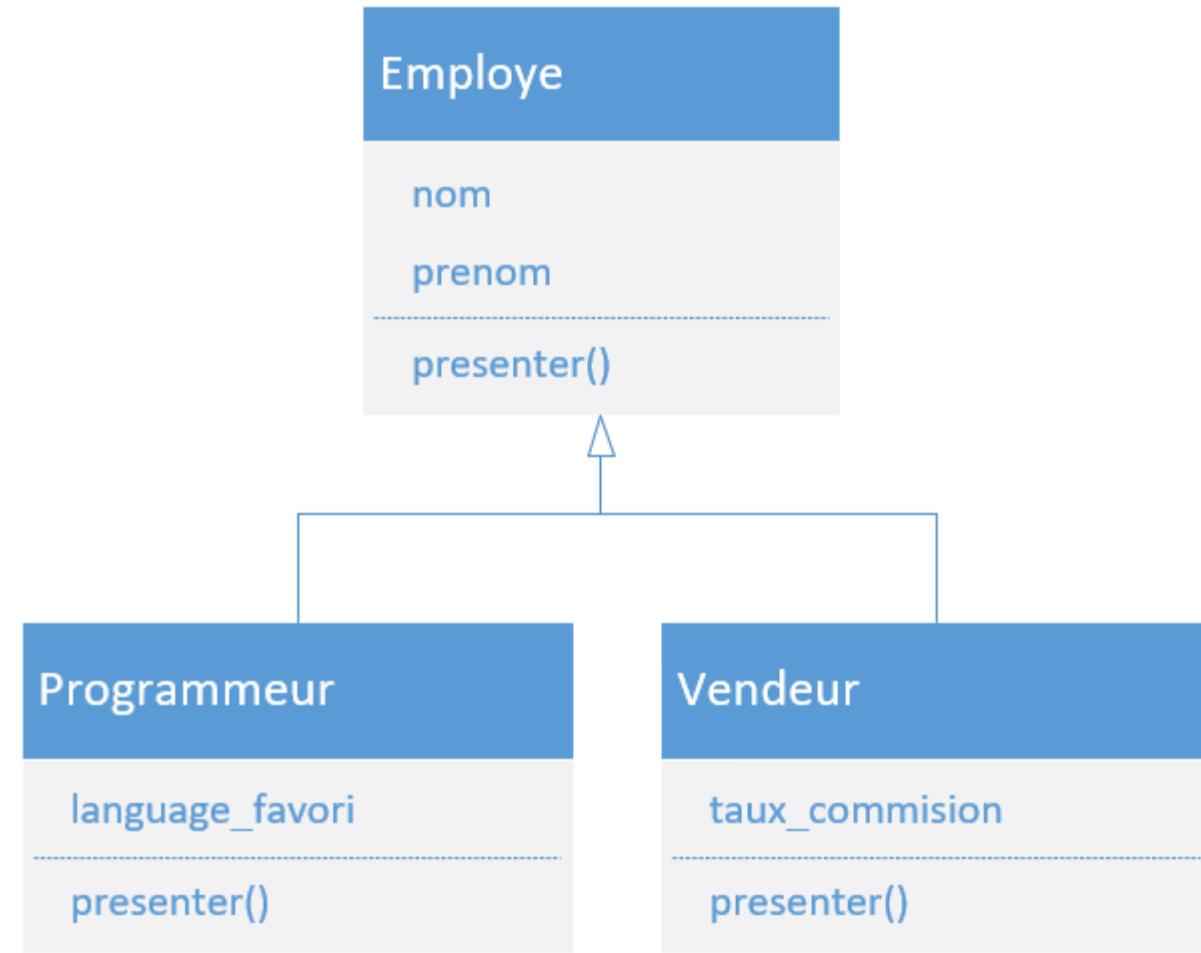 Employe
nom
prenom
presenter()
Programmeur
language_favori
presenter()
Vendeur
taux_commision
presenter()